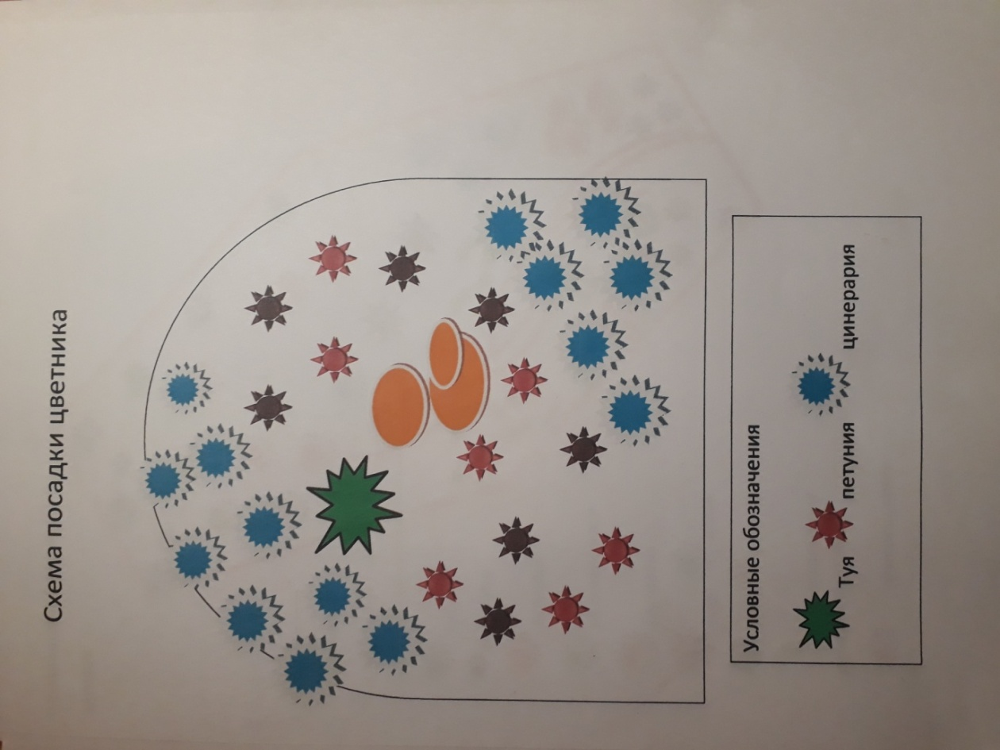 Схема посадки цветника
Условные обозначения
Туя петуния цинерария